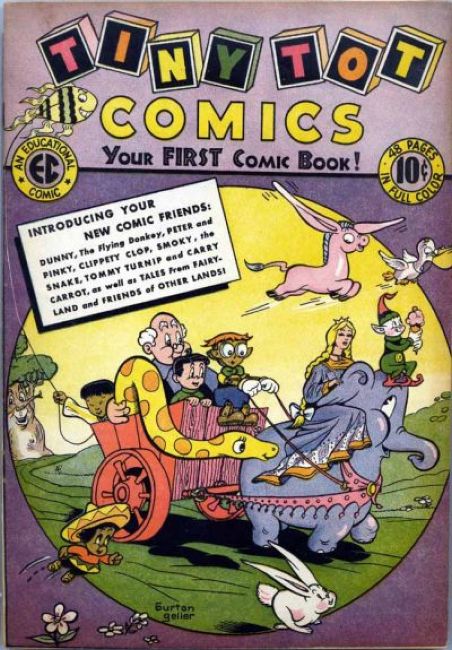 TINY TOT
COMICS
YOUR FIRST COMIC BOOK!
AN EDUCATIONAL
EC
COMIC
48 PAGES
10¢
IN FULL COLOR
INTRODUCING YOUR
NEW COMIC FRIENDS:
DUNNY, The Flying Donkey, PETER and
PINKY, CLIPPETY CLOP, SMOKY, the
SNAKE, TOMMY TURNIP and CARRY
CARROT, as well as TALES From FAIRY-
LAND and FRIENDS of OTHER LANDS!
Burton
geller